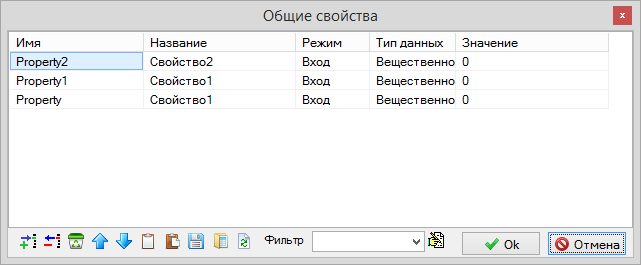 Общие свойства
Имя Название Режим Тип данных Значение
Property2 Свойство2 Вход Вещественно 0
Property1 Свойство1 Вход Вещественно 0
Property Свойство1 Вход Вещественно 0
Фильтр Ok Отмена